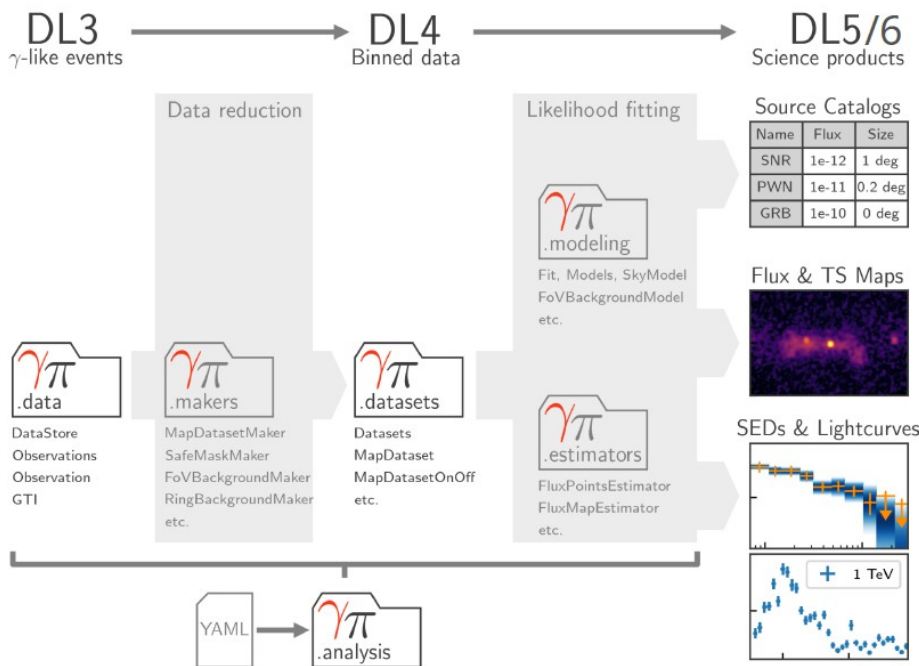 DL3
γ-like events
DL4
Binned data
DL5/6
Science products
Data reduction
Likelihood fitting
γπ
.data
DataStore
Observations
Observation
GTI
γπ
.makers
MapDatasetMaker
SafeMaskMaker
FoVBackgroundMaker
RingBackgroundMaker
etc.
γπ
.datasets
Datasets
MapDataset
MapDatasetOnOff
etc.
γπ
.modeling
Fit, Models, SkyModel
FoVBackgroundModel
etc.
γπ
.estimators
FluxPointsEstimator
FluxMapEstimator
etc.
Source Catalogs
Name Flux Size
SNR 1e-12 1 deg
PWN 1e-11 0.2 deg
GRB 1e-10 0 deg
Flux & TS Maps
SEDs & Lightcurves
1 TeV
YAML
γπ
.analysis